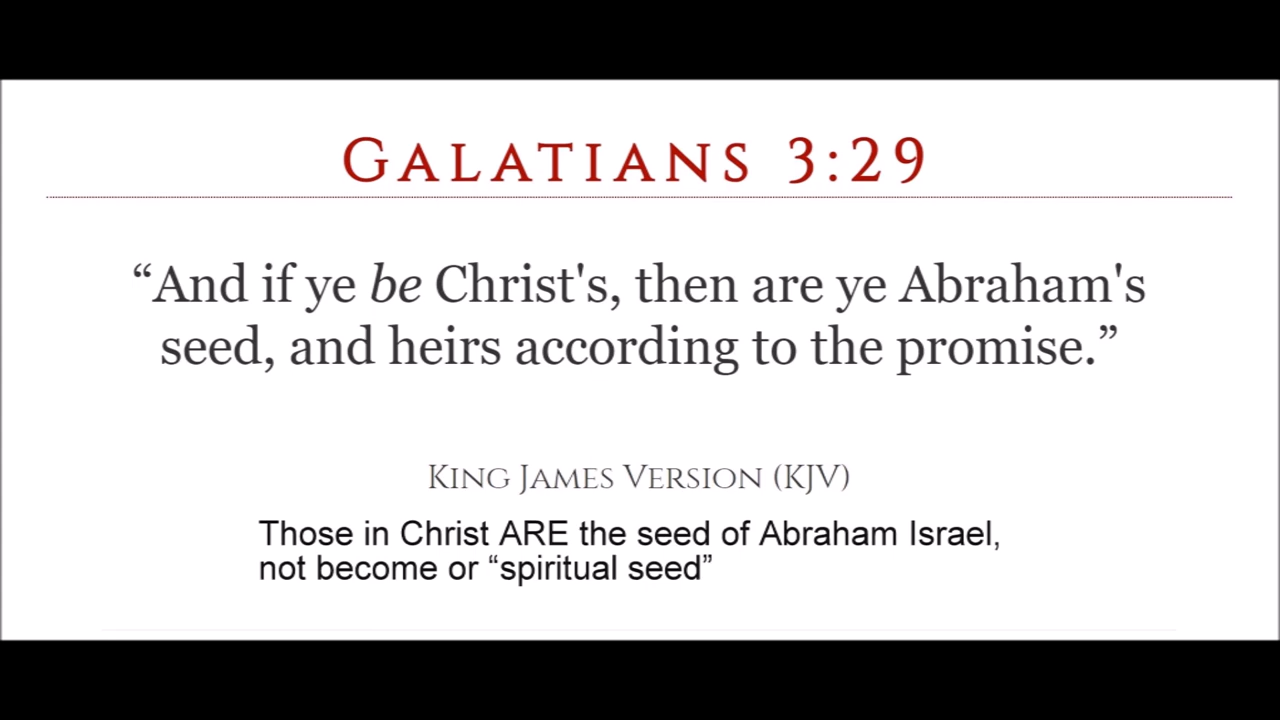 GALATIANS 3:29
“And if ye be Christ's, then are ye Abraham's
seed, and heirs according to the promise.”
KING JAMES VERSION (KJV)
Those in Christ ARE the seed of Abraham Israel,
not become or “spiritual seed”